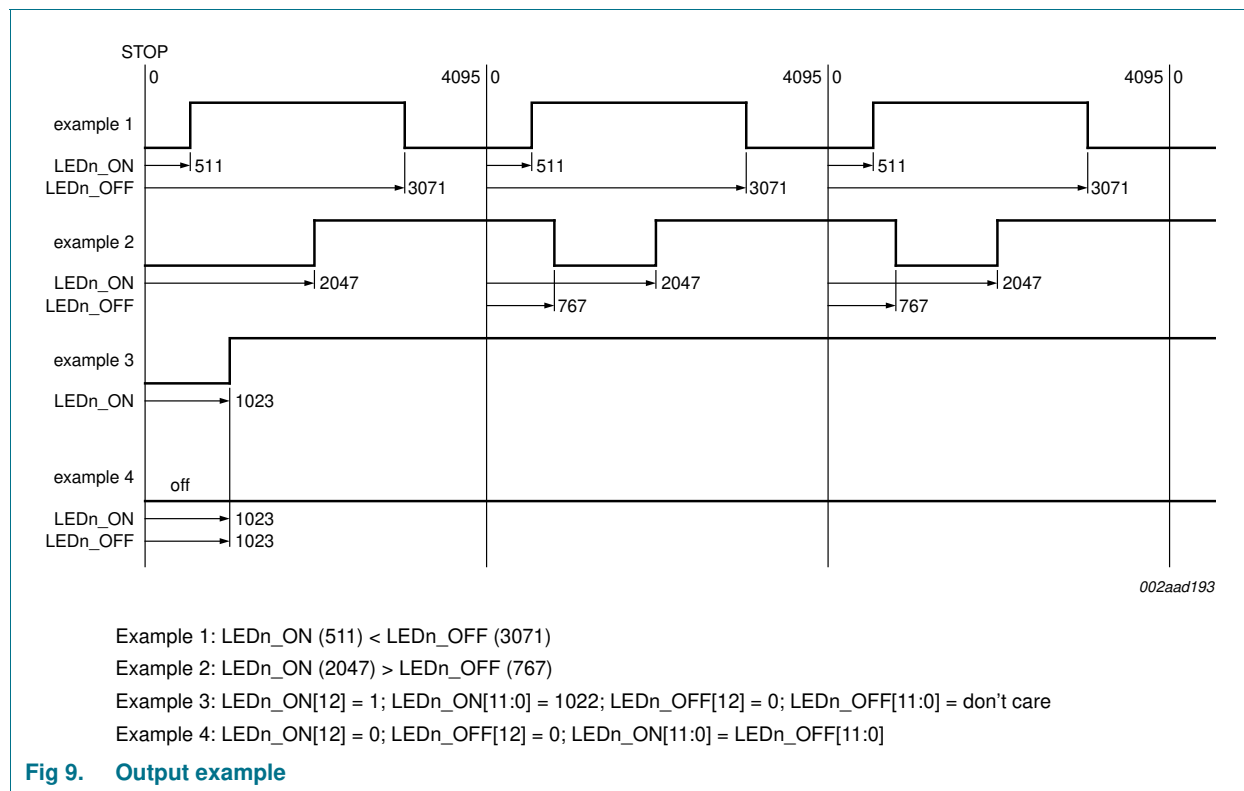 STOP
0 4095 0 4095 0 4095 0
example 1
LEDn_ON 511 511 511
LEDn_OFF 3071 3071 3071
example 2
LEDn_ON 2047 2047 2047
LEDn_OFF 767 767
example 3
LEDn_ON 1023
example 4 off
LEDn_ON 1023
LEDn_OFF 1023
002aad193
Example 1: LEDn_ON (511) < LEDn_OFF (3071)
Example 2: LEDn_ON (2047) > LEDn_OFF (767)
Example 3: LEDn_ON[12] = 1; LEDn_ON[11:0] = 1022; LEDn_OFF[12] = 0; LEDn_OFF[11:0] = don't care
Example 4: LEDn_ON[12] = 0; LEDn_OFF[12] = 0; LEDn_ON[11:0] = LEDn_OFF[11:0]
Fig 9. Output example